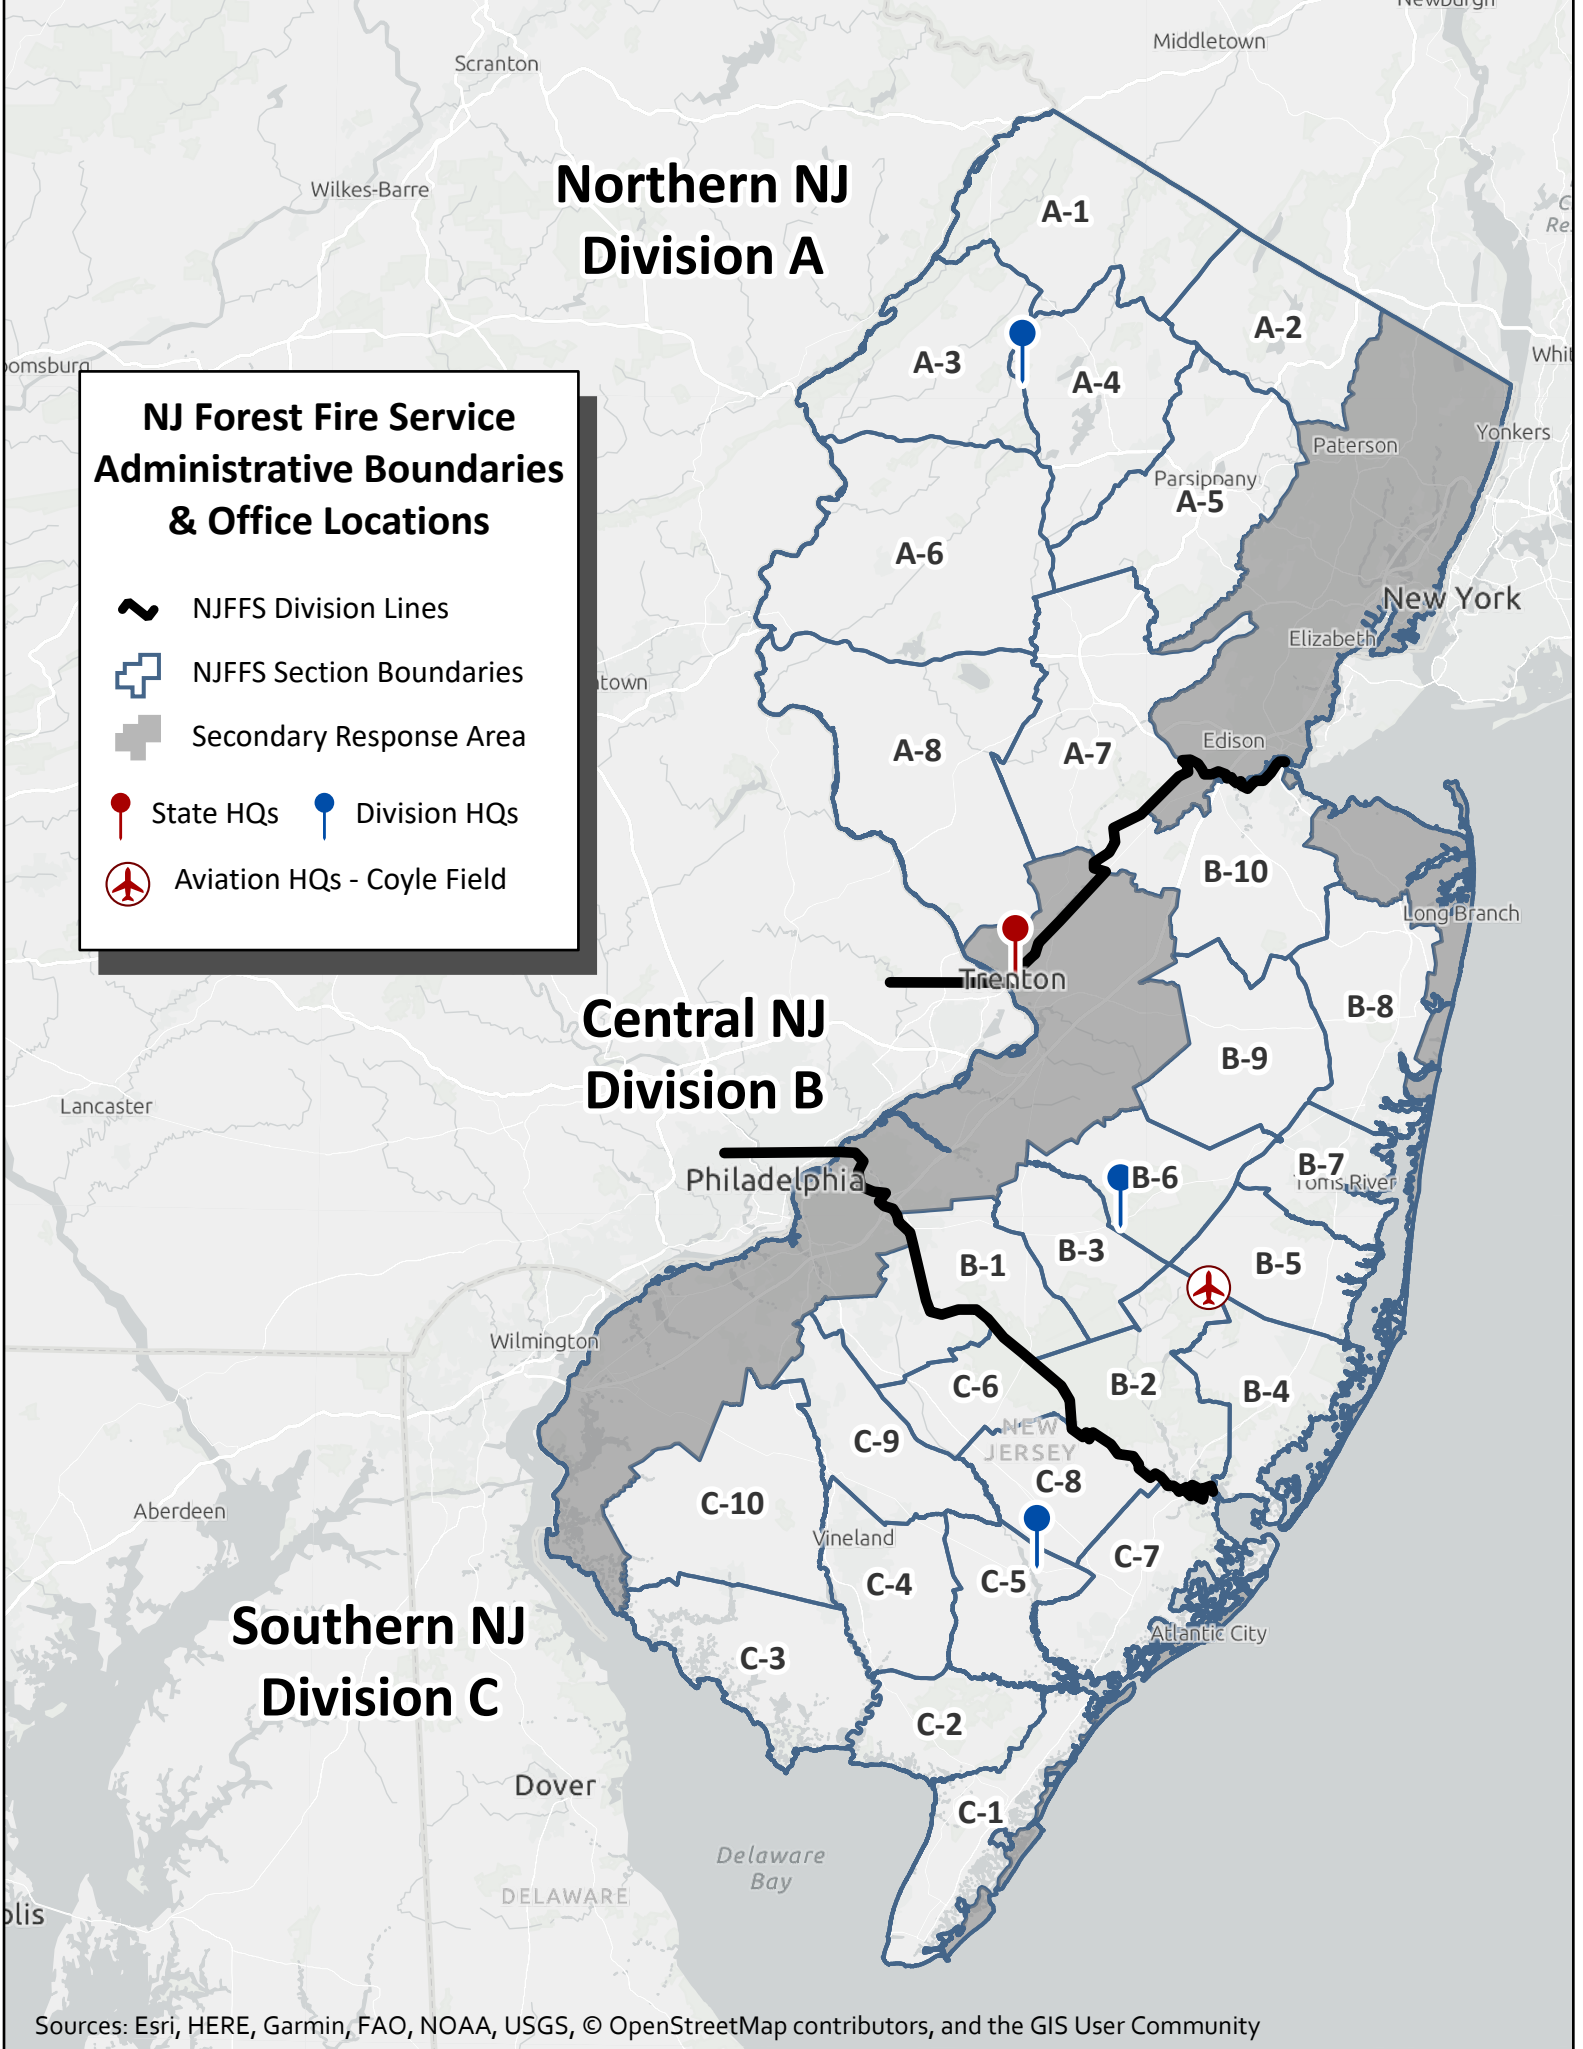 Newburgh
Middletown
Scranton
Northern NJ
Division A
Wilkes-Barre
A-1
A-2
A-3
A-4
NJ Forest Fire Service
Administrative Boundaries
& Office Locations
NJFFS Division Lines
NJFFS Section Boundaries
Secondary Response Area
State HQs
Division HQs
Aviation HQs - Coyle Field
Paterson
Yonkers
Parsippany
A-5
A-6
New York
Elizabeth
Edison
A-8
A-7
B-10
Long Branch
Trenton
Central NJ
Division B
B-8
B-9
Lancaster
Philadelphia
B-7
Toms River
B-6
B-3
B-1
B-5
Wilmington
C-6
B-2
B-4
C-9
NEW
JERSEY
C-8
C-10
Aberdeen
Vineland
C-7
C-4
C-5
Southern NJ
Division C
Atlantic City
C-3
C-2
Dover
C-1
Delaware
Bay
DELAWARE
Sources: Esri, HERE, Garmin, FAO, NOAA, USGS, © OpenStreetMap contributors, and the GIS User Community